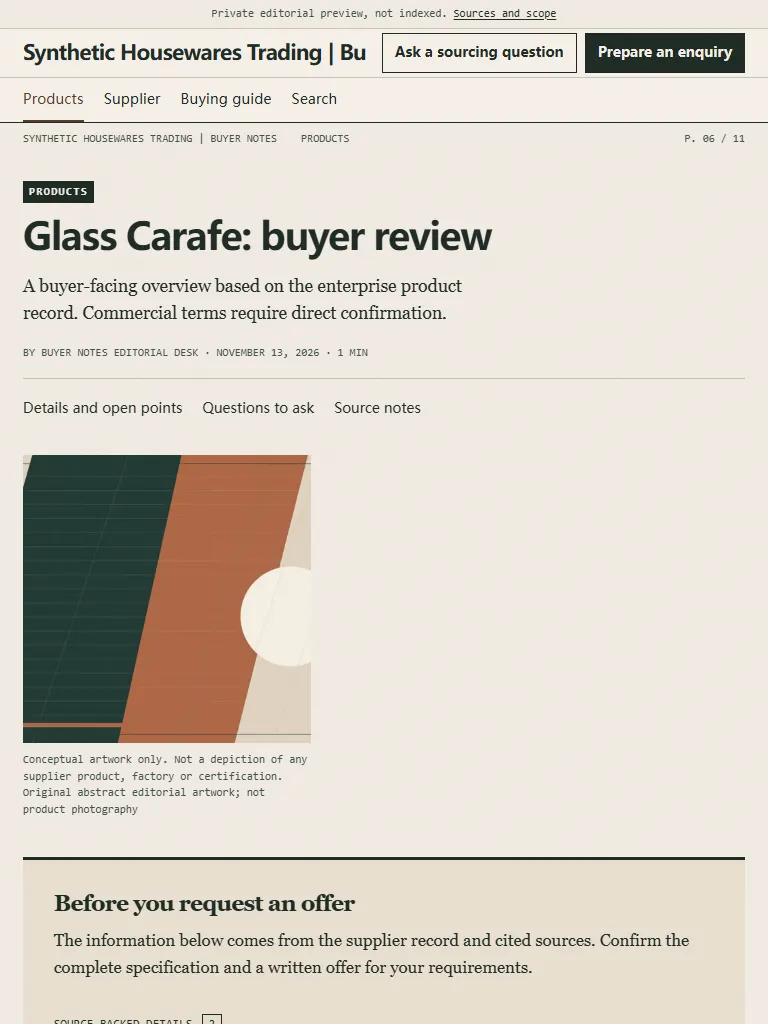 Private editorial preview, not indexed. Sources and scope
Synthetic Housewares Trading | Bu
Ask a sourcing question
Prepare an enquiry
Products
Supplier
Buying guide
Search
SYNTHETIC HOUSEWARES TRADING | BUYER NOTES
PRODUCTS
P. 06 / 11
PRODUCTS
Glass Carafe: buyer review
A buyer-facing overview based on the enterprise product
record. Commercial terms require direct confirmation.
BY BUYER NOTES EDITORIAL DESK · NOVEMBER 13, 2026 · 1 MIN
Details and open points
Questions to ask
Source notes
Conceptual artwork only. Not a depiction of any
supplier product, factory or certification.
Original abstract editorial artwork; not
product photography
Before you request an offer
The information below comes from the supplier record and cited sources. Confirm the
complete specification and a written offer for your requirements.
SOURCE-BACKED DETAILS